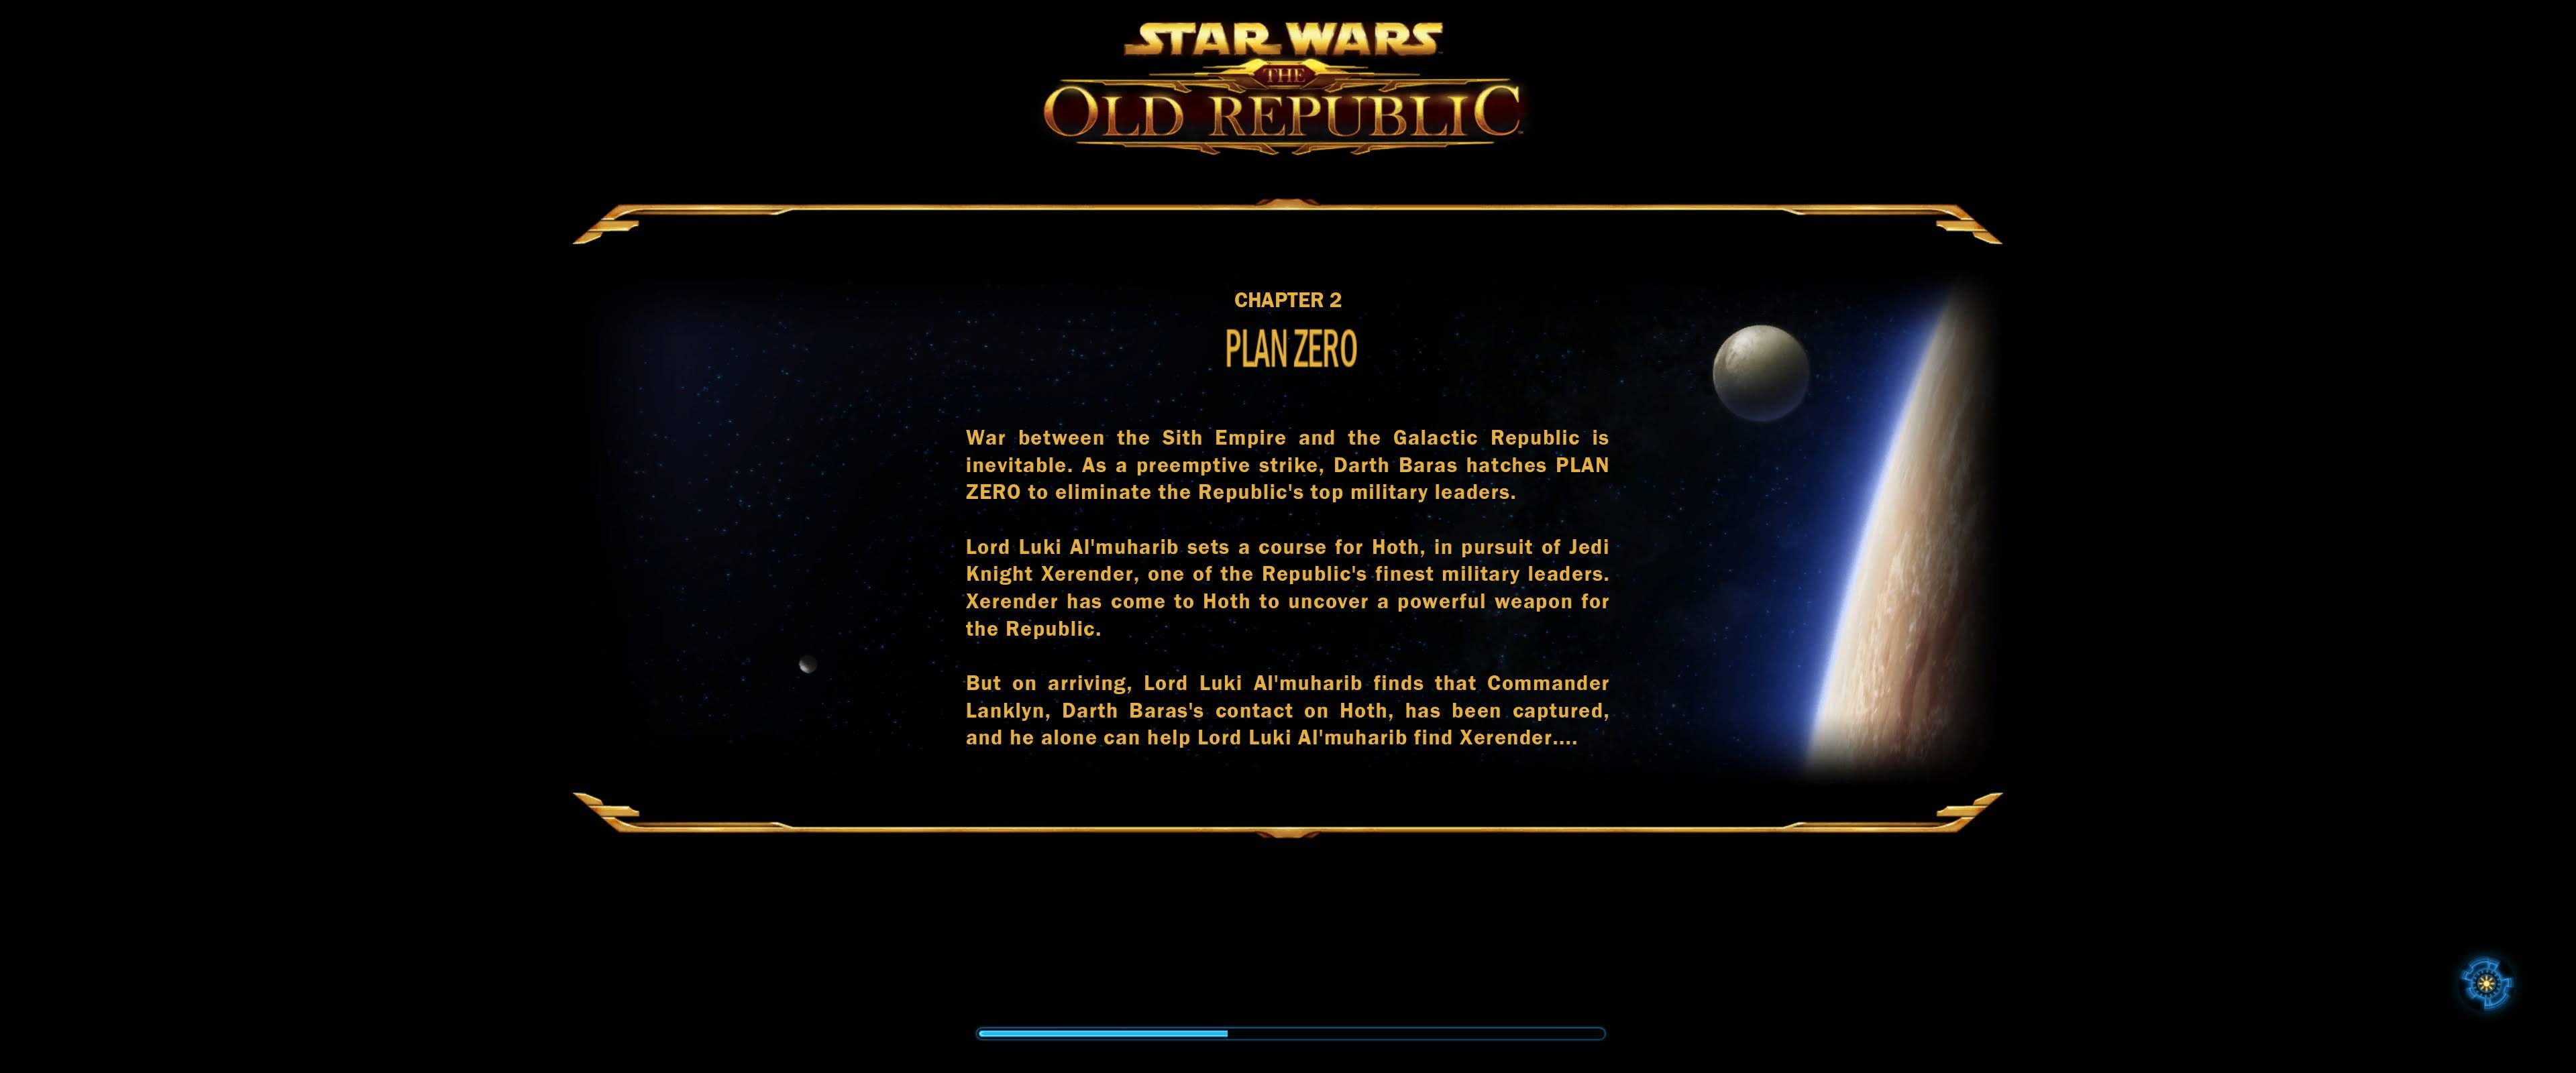 STAR WARS
THE
OLD REPUBLIC
CHAPTER 2
PLAN ZERO
War between the Sith Empire and the Galactic Republic is
inevitable. As a preemptive strike, Darth Baras hatches PLAN
ZERO to eliminate the Republic's top military leaders.
Lord Luki Al'muharib sets a course for Hoth, in pursuit of Jedi
Knight Xerender, one of the Republic's finest military leaders.
Xerender has come to Hoth to uncover a powerful weapon for
the Republic.
But on arriving, Lord Luki Al'muharib finds that Commander
Lanklyn, Darth Baras's contact on Hoth, has been captured,
and he alone can help Lord Luki Al'muharib find Xerender....